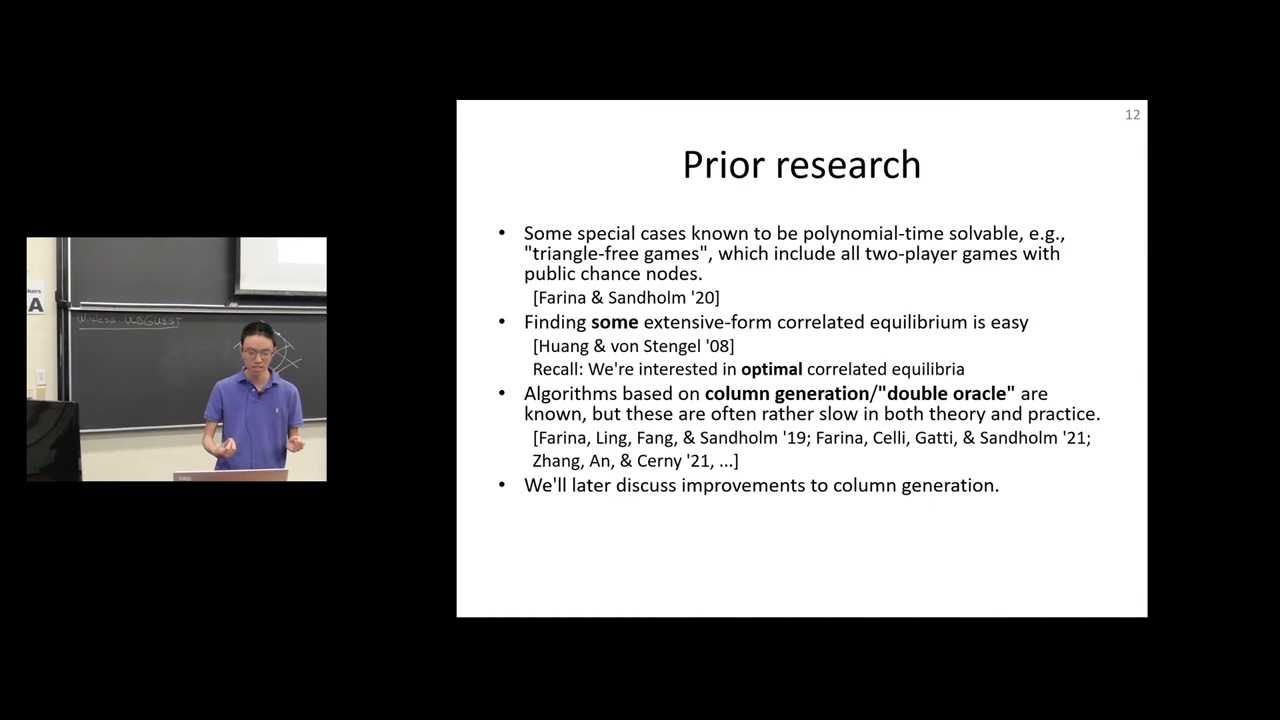 12
Prior research
• Some special cases known to be polynomial-time solvable, e.g.,
"triangle-free games", which include all two-player games with
public chance nodes.
[Farina & Sandholm '20]
• Finding some extensive-form correlated equilibrium is easy
[Huang & von Stengel '08]
Recall: We're interested in optimal correlated equilibria
• Algorithms based on column generation/"double oracle" are
known, but these are often rather slow in both theory and practice.
[Farina, Ling, Fang, & Sandholm '19; Farina, Celli, Gatti, & Sandholm '21;
Zhang, An, & Cerny '21, ...]
• We'll later discuss improvements to column generation.
kers
A
Wireless